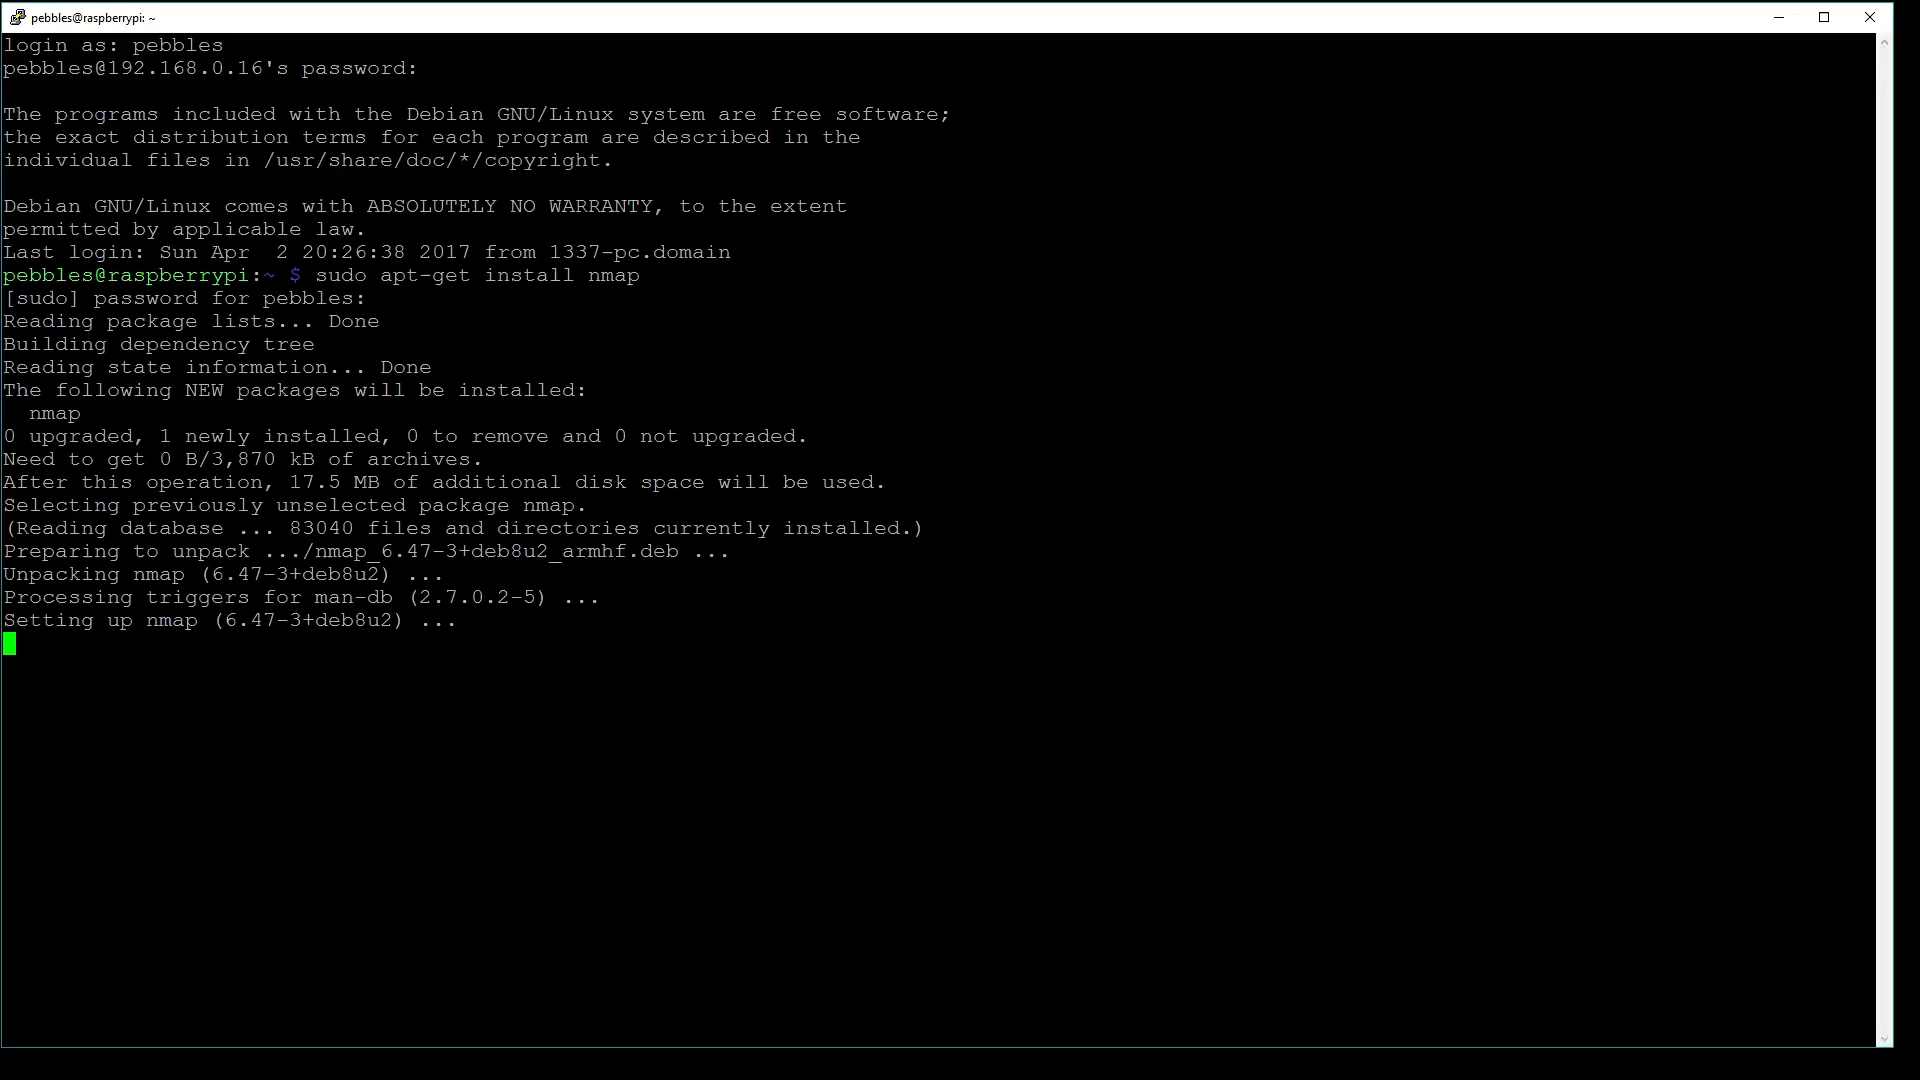 pebbles@raspberrypi: ~
login as: pebbles
pebbles@192.168.0.16's password:
The programs included with the Debian GNU/Linux system are free software;
the exact distribution terms for each program are described in the
individual files in /usr/share/doc/*/copyright.
Debian GNU/Linux comes with ABSOLUTELY NO WARRANTY, to the extent
permitted by applicable law.
Last login: Sun Apr  2 20:26:38 2017 from 1337-pc.domain
pebbles@raspberrypi:~ $ sudo apt-get install nmap
[sudo] password for pebbles:
Reading package lists... Done
Building dependency tree
Reading state information... Done
The following NEW packages will be installed:
  nmap
0 upgraded, 1 newly installed, 0 to remove and 0 not upgraded.
Need to get 0 B/3,870 kB of archives.
After this operation, 17.5 MB of additional disk space will be used.
Selecting previously unselected package nmap.
(Reading database ... 83040 files and directories currently installed.)
Preparing to unpack .../nmap_6.47-3+deb8u2_armhf.deb ...
Unpacking nmap (6.47-3+deb8u2) ...
Processing triggers for man-db (2.7.0.2-5) ...
Setting up nmap (6.47-3+deb8u2) ...